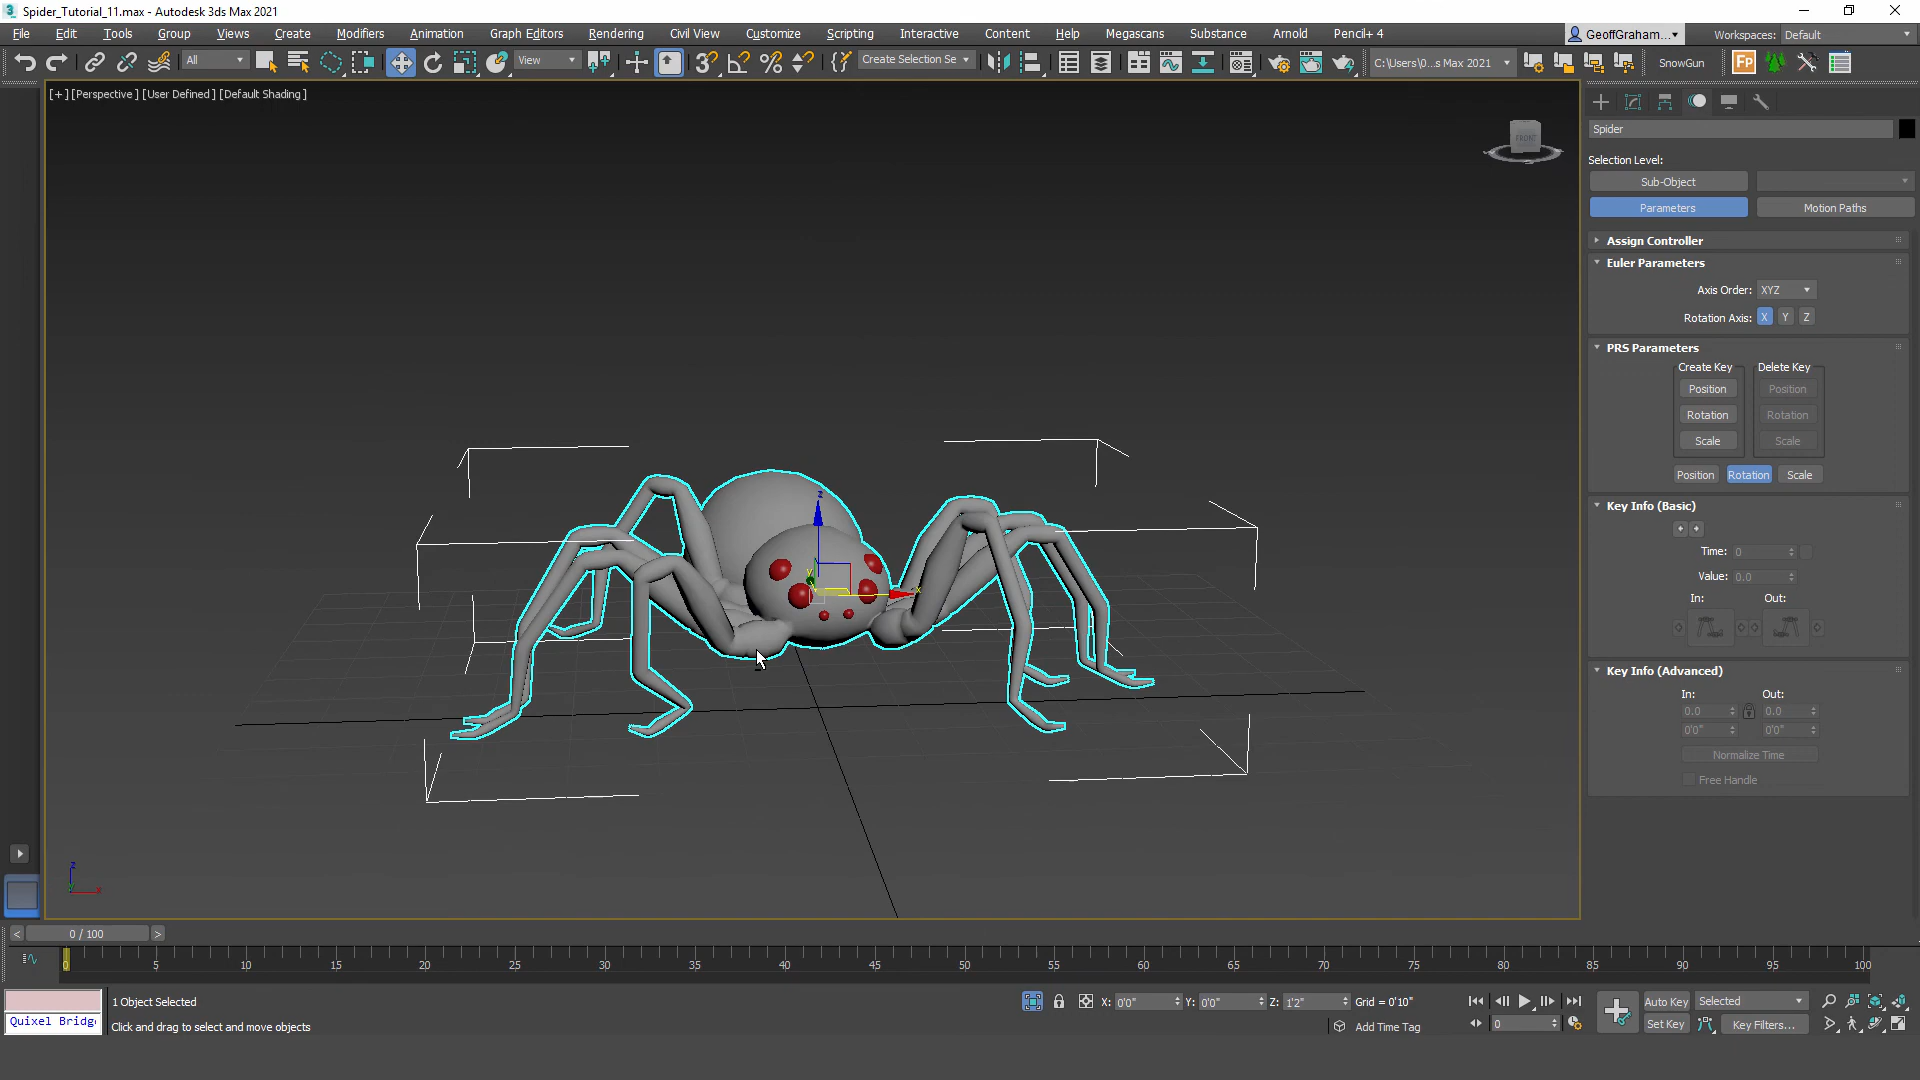 Spider_Tutorial_11.max - Autodesk 3ds Max 2021
File Edit Tools Group Views Create Modifiers Animation Graph Editors Rendering Civil View Customize Scripting Interactive Content Help Megascans Substance Arnold Pencil+ 4 GeoffGraham... Workspaces: Default
All View Create Selection Se C:\Users\0...s Max 2021 SnowGun
[+] [Perspective] [User Defined] [Default Shading]
FRONT
Spider
Selection Level:
Sub-Object
Parameters Motion Paths
Assign Controller
Euler Parameters
Axis Order: XYZ
Rotation Axis: X Y Z
PRS Parameters
Create Key Delete Key
Position Position
Rotation Rotation
Scale Scale
Position Rotation Scale
Key Info (Basic)
Time: 0
Value: 0.0
In: Out:
Key Info (Advanced)
In: Out:
0.0 0.0
0'0" 0'0"
Normalize Time
Free Handle
z
y x
z
y x
< 0 / 100 >
0 5 10 15 20 25 30 35 40 45 50 55 60 65 70 75 80 85 90 95 100
1 Object Selected X: 0'0" Y: 0'0" Z: 1'2" Grid = 0'10" Auto Key Selected
Quixel Bridg Click and drag to select and move objects Add Time Tag 0 Set Key Key Filters...